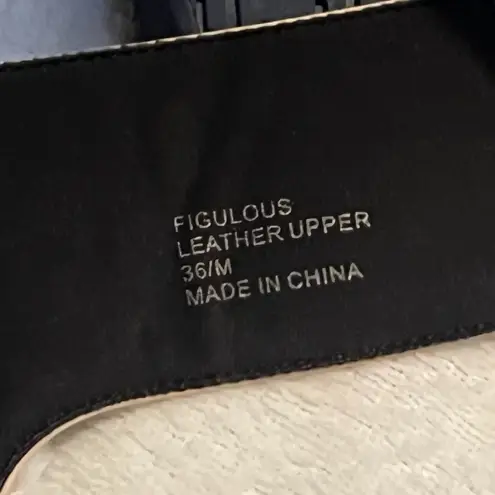 FIGULOUS
LEATHER UPPER
36/M
MADE IN CHINA